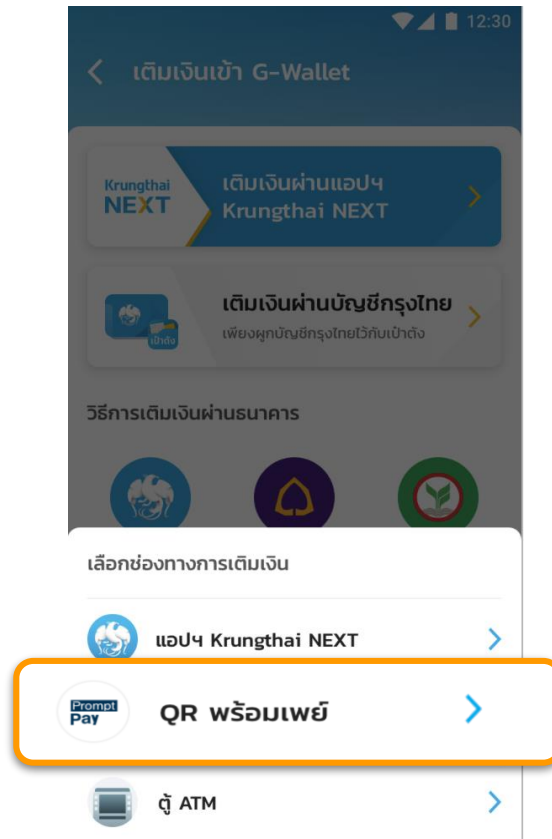 12:30
เติมเงินเข้า G-Wallet
Krungthai
NEXT
เติมเงินผ่านแอปฯ
Krungthai NEXT
เติมเงินผ่านบัญชีกรุงไทย
เพียงผูกบัญชีกรุงไทยไว้กับเป๋าตัง
เป๋าตัง
วิธีการเติมเงินผ่านธนาคาร
เลือกช่องทางการเติมเงิน
แอปฯ Krungthai NEXT
Prompt
Pay
QR พร้อมเพย์
ตู้ ATM